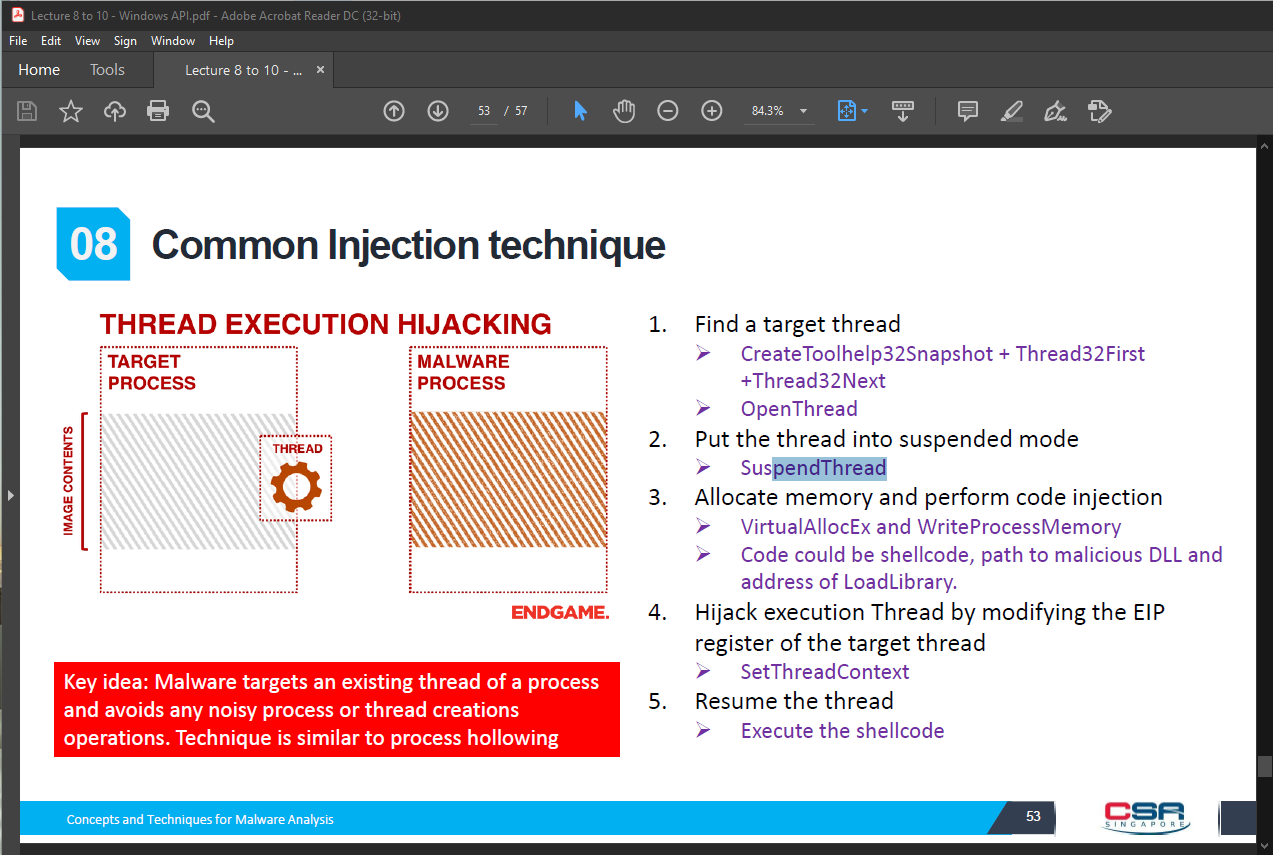 Lecture 8 to 10 - Windows API.pdf - Adobe Acrobat Reader DC (32-bit)
File Edit View Sign Window Help
Home Tools Lecture 8 to 10 - ... ×
53 / 57 84.3%
08 Common Injection technique
THREAD EXECUTION HIJACKING
TARGET
PROCESS
MALWARE
PROCESS
IMAGE CONTENTS
THREAD
ENDGAME.
Key idea: Malware targets an existing thread of a process
and avoids any noisy process or thread creations
operations. Technique is similar to process hollowing
1. Find a target thread
➢ CreateToolhelp32Snapshot + Thread32First
+Thread32Next
➢ OpenThread
2. Put the thread into suspended mode
➢ SuspendThread
3. Allocate memory and perform code injection
➢ VirtualAllocEx and WriteProcessMemory
➢ Code could be shellcode, path to malicious DLL and
address of LoadLibrary.
4. Hijack execution Thread by modifying the EIP
register of the target thread
➢ SetThreadContext
5. Resume the thread
➢ Execute the shellcode
Concepts and Techniques for Malware Analysis
53
CSA
SINGAPORE